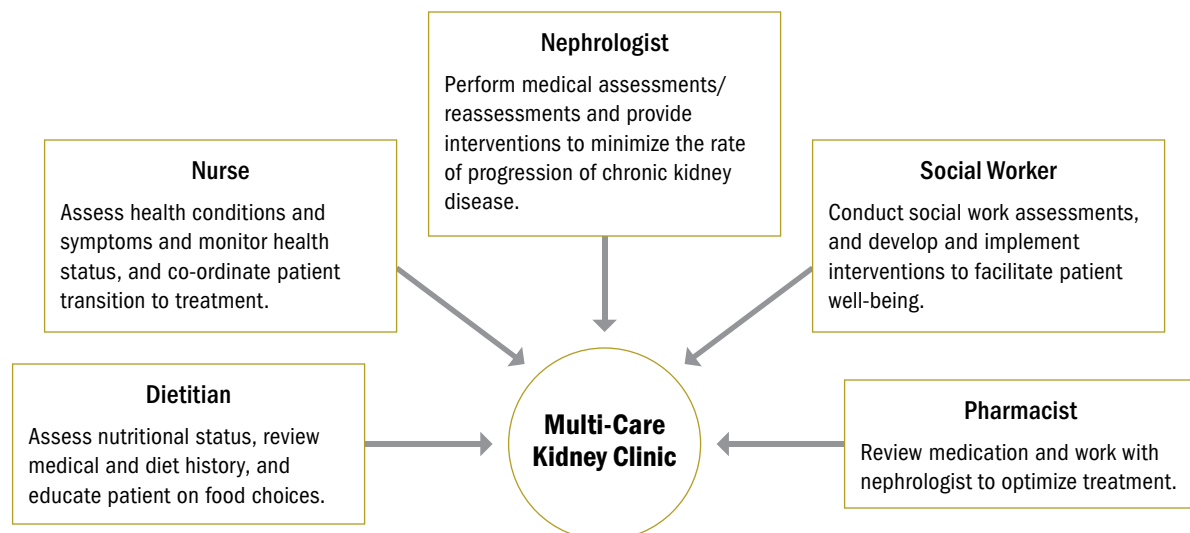 Nephrologist
Perform medical assessments/
reassessments and provide
interventions to minimize the rate
of progression of chronic kidney
disease.
Nurse
Assess health conditions and
symptoms and monitor health
status, and co-ordinate patient
transition to treatment.
Social Worker
Conduct social work assessments,
and develop and implement
interventions to facilitate patient
well-being.
Dietitian
Assess nutritional status, review
medical and diet history, and
educate patient on food choices.
Multi-Care
Kidney Clinic
Pharmacist
Review medication and work with
nephrologist to optimize treatment.